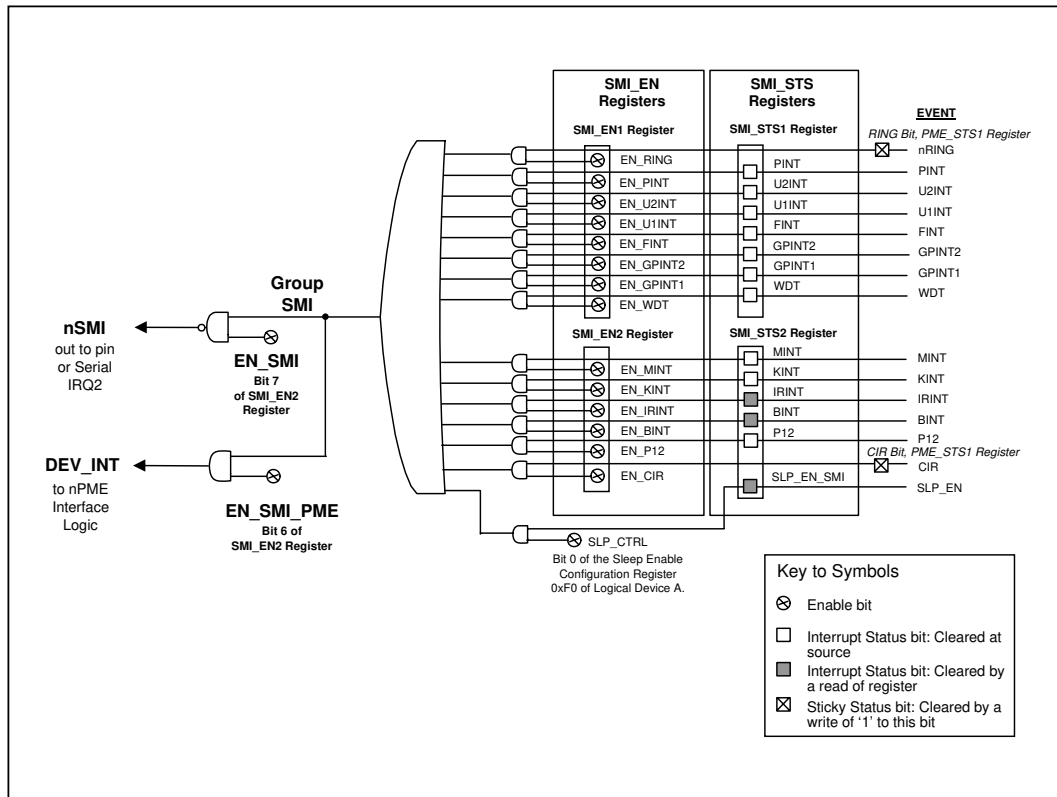 SMI_EN
Registers
SMI_STS
Registers
EVENT
SMI_EN1 Register
SMI_STS1 Register
RING Bit, PME_STS1 Register
nRING
EN_RING
PINT
PINT
EN_PINT
U2INT
U2INT
EN_U2INT
U1INT
U1INT
EN_U1INT
FINT
FINT
EN_FINT
GPINT2
GPINT2
EN_GPINT2
GPINT1
GPINT1
EN_GPINT1
WDT
WDT
EN_WDT
Group
SMI
nSMI
out to pin
or Serial
IRQ2
EN_SMI
Bit 7
of SMI_EN2
Register
SMI_EN2 Register
SMI_STS2 Register
MINT
MINT
EN_MINT
KINT
KINT
EN_KINT
IRINT
IRINT
EN_IRINT
BINT
BINT
EN_BINT
P12
P12
EN_P12
CIR Bit, PME_STS1 Register
CIR
EN_CIR
SLP_EN_SMI
SLP_EN
DEV_INT
to nPME
Interface
Logic
EN_SMI_PME
Bit 6 of
SMI_EN2 Register
SLP_CTRL
Bit 0 of the Sleep Enable
Configuration Register
0xF0 of Logical Device A.
Key to Symbols
Enable bit
Interrupt Status bit: Cleared at
source
Interrupt Status bit: Cleared by
a read of register
Sticky Status bit: Cleared by a
write of ‘1’ to this bit